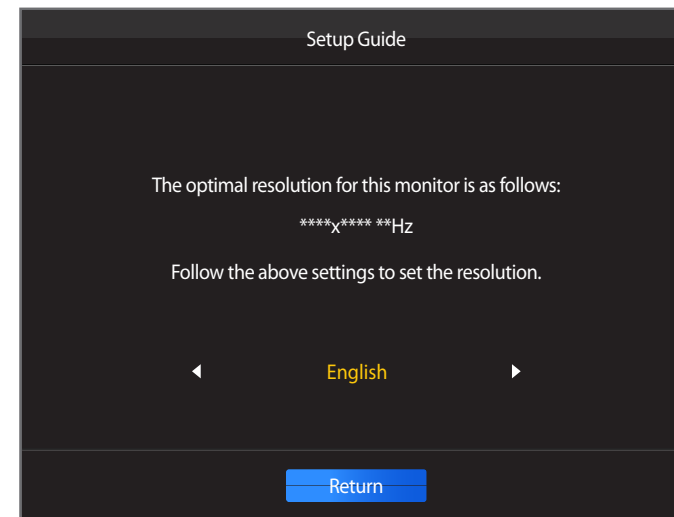 Setup Guide
The optimal resolution for this monitor is as follows:
****x**** **Hz
Follow the above settings to set the resolution.
English
Return